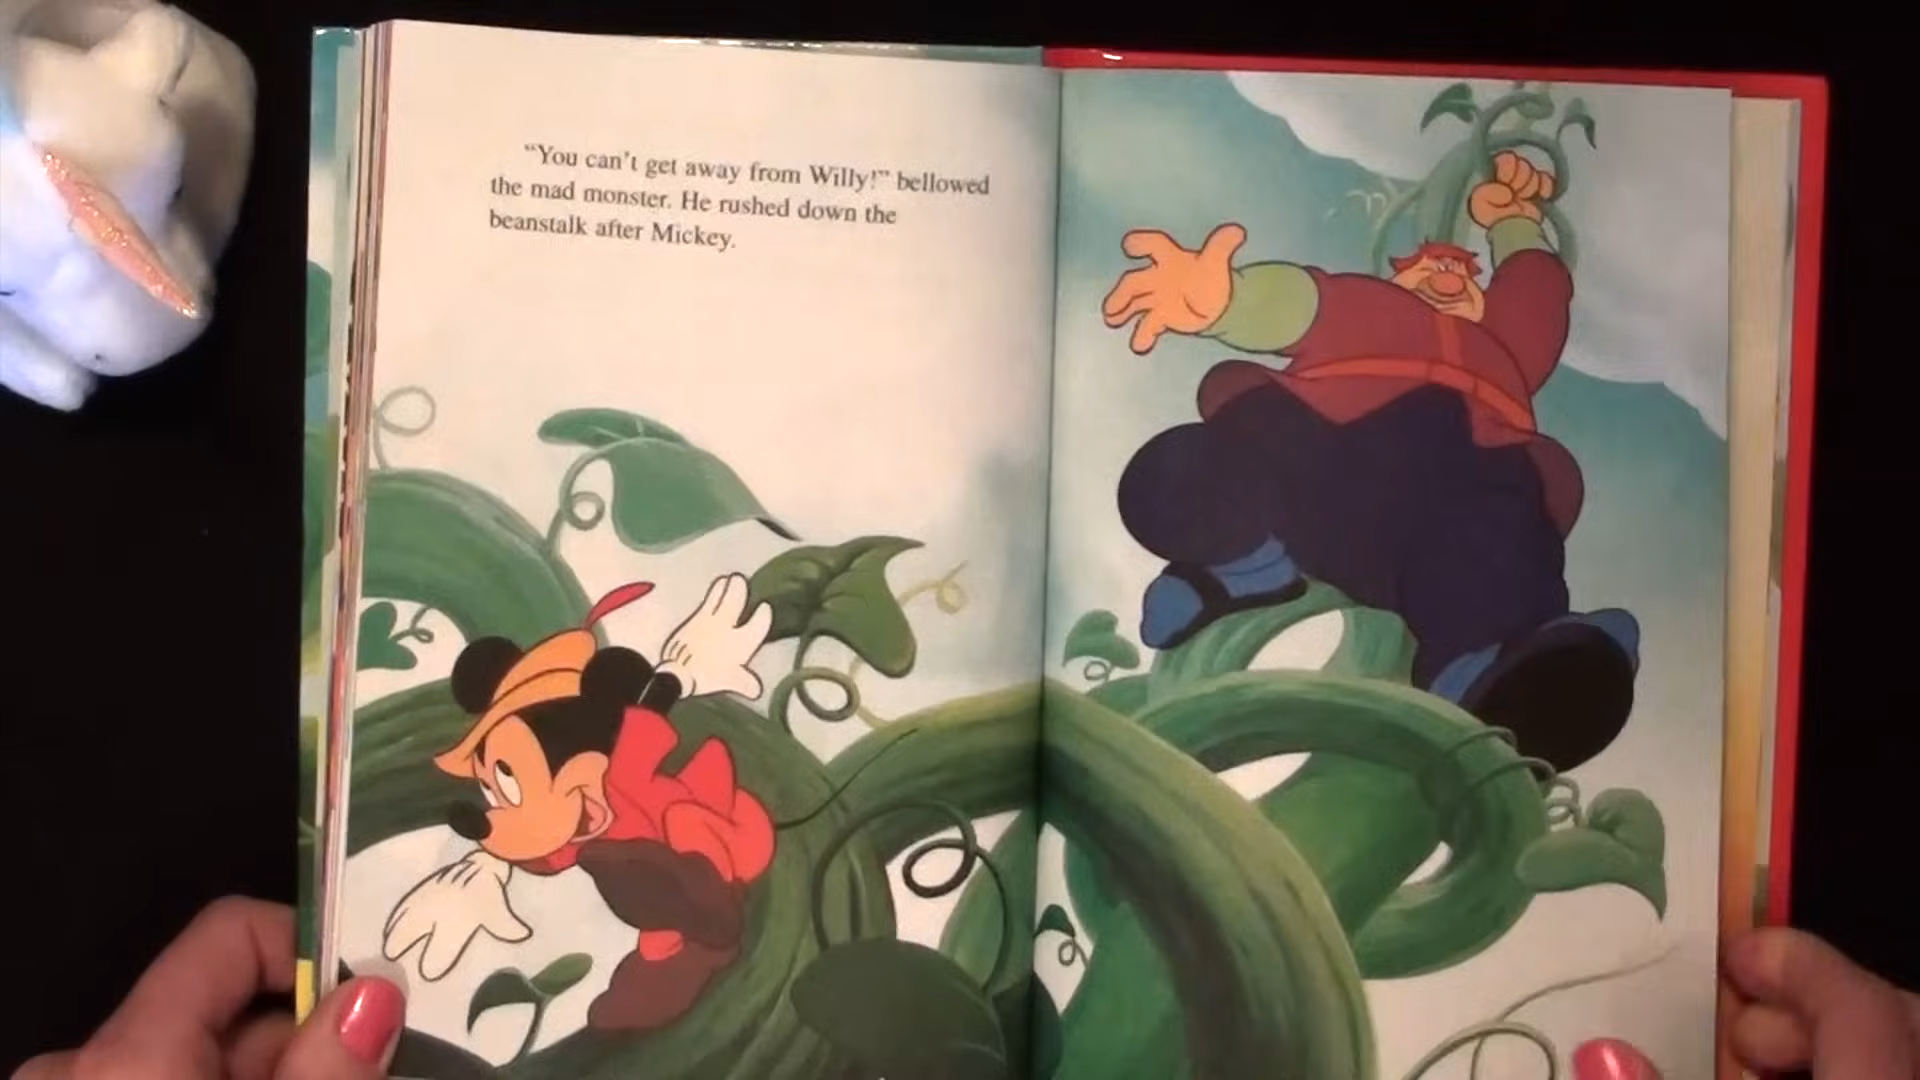 “You can’t get away from Willy!” bellowed
the mad monster. He rushed down the
beanstalk after Mickey.